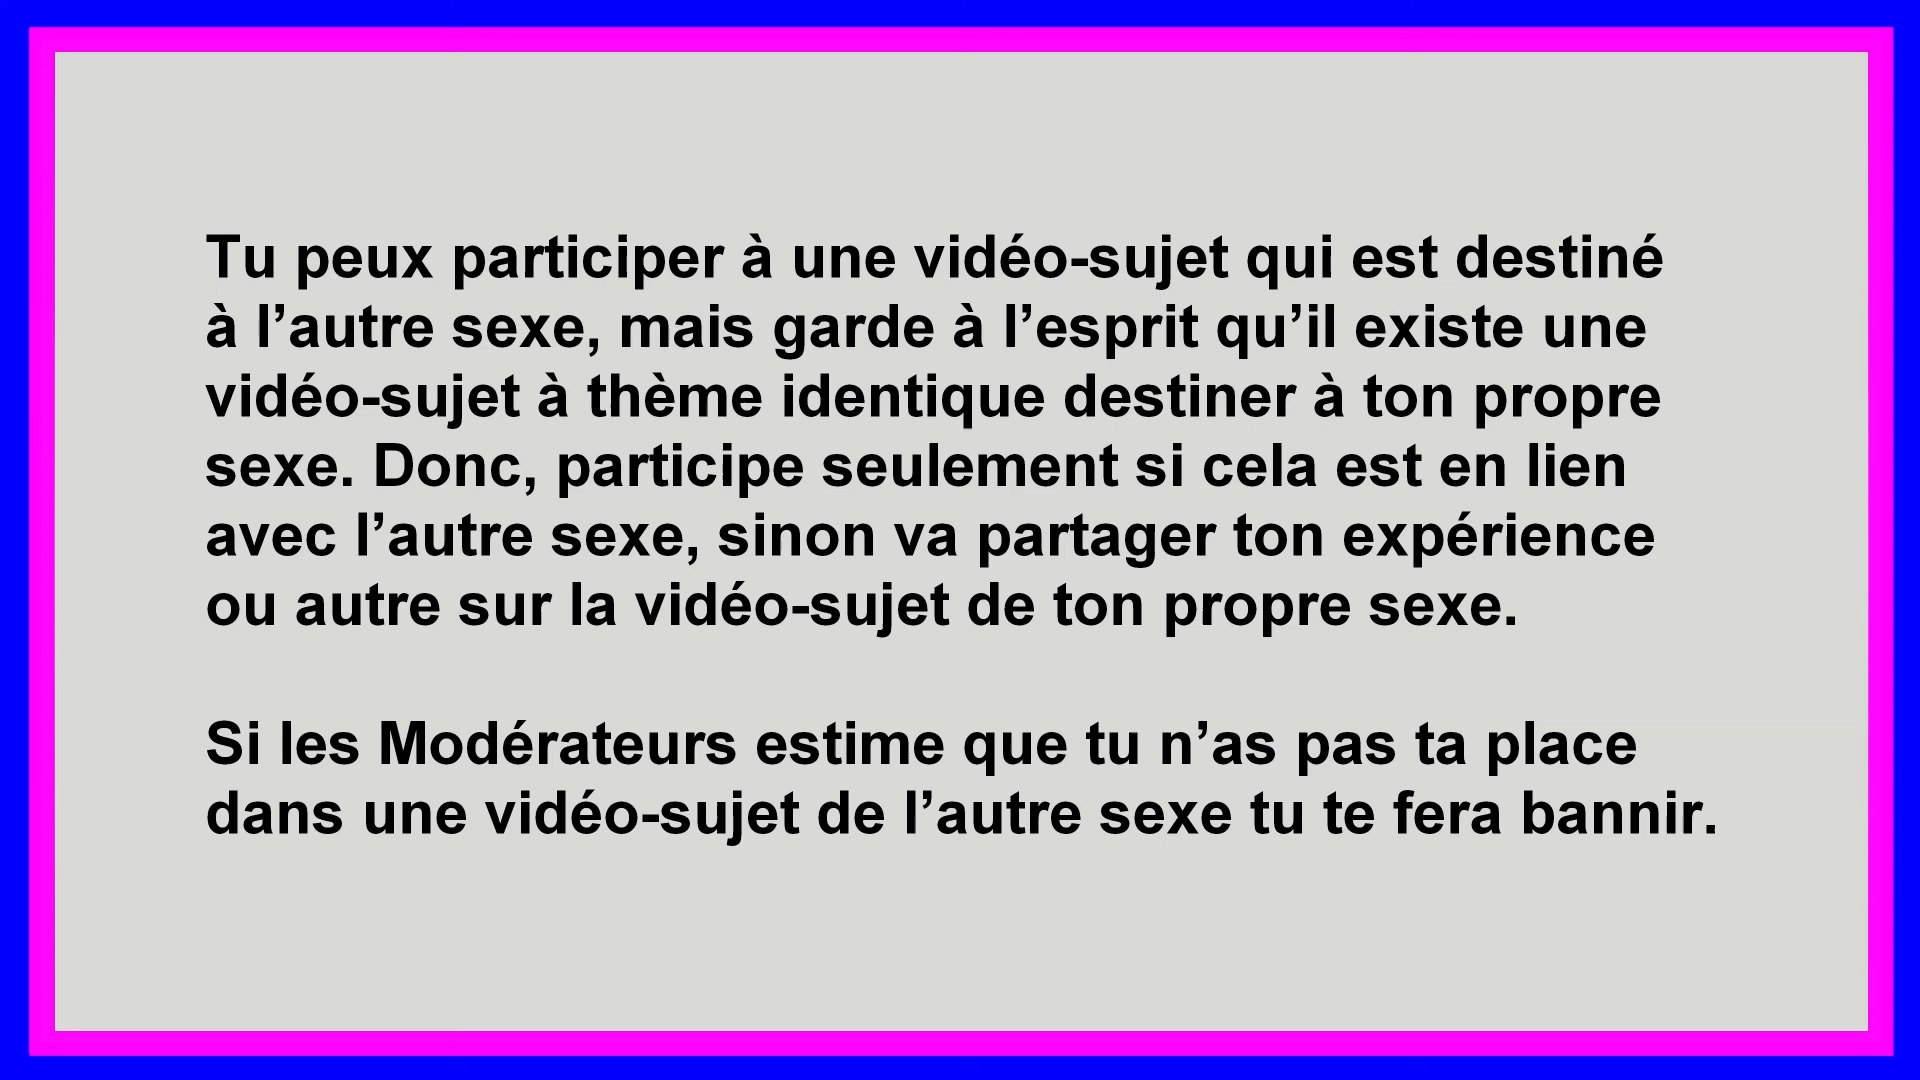 Tu peux participer à une vidéo-sujet qui est destiné
à l’autre sexe, mais garde à l’esprit qu’il existe une
vidéo-sujet à thème identique destiner à ton propre
sexe. Donc, participe seulement si cela est en lien
avec l’autre sexe, sinon va partager ton expérience
ou autre sur la vidéo-sujet de ton propre sexe.
Si les Modérateurs estime que tu n’as pas ta place
dans une vidéo-sujet de l’autre sexe tu te fera bannir.